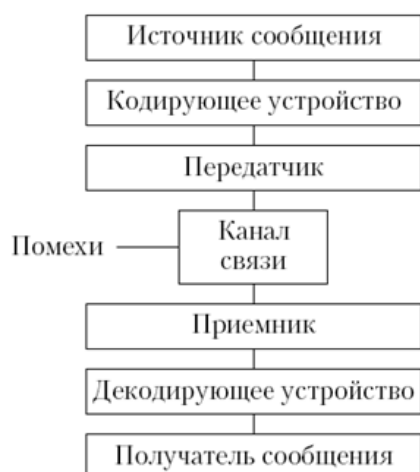 Источник сообщения
Кодирующее устройство
Передатчик
Помехи
Канал
связи
Приемник
Декодирующее устройство
Получатель сообщения